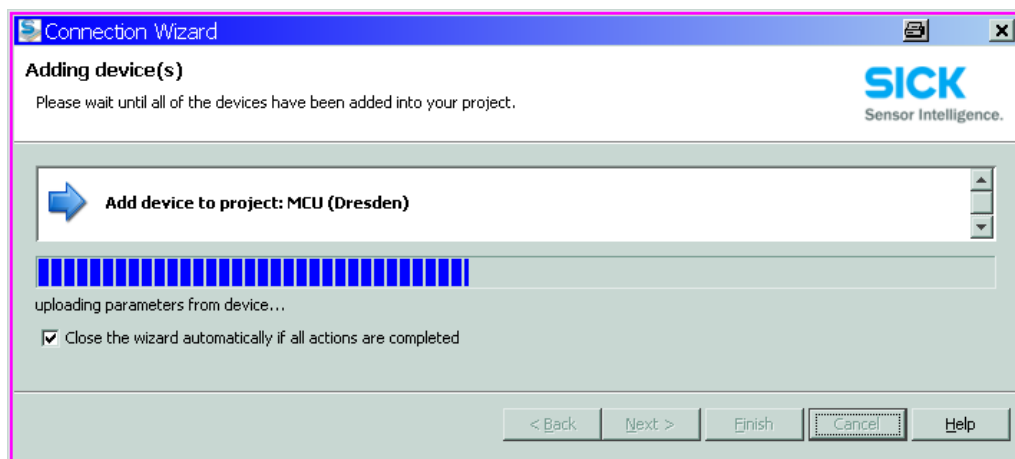 Connection Wizard
Adding device(s)
Please wait until all of the devices have been added into your project.
SICK
Sensor Intelligence.
Add device to project: MCU (Dresden)
uploading parameters from device...
Close the wizard automatically if all actions are completed
< Back
Next >
Finish
Cancel
Help